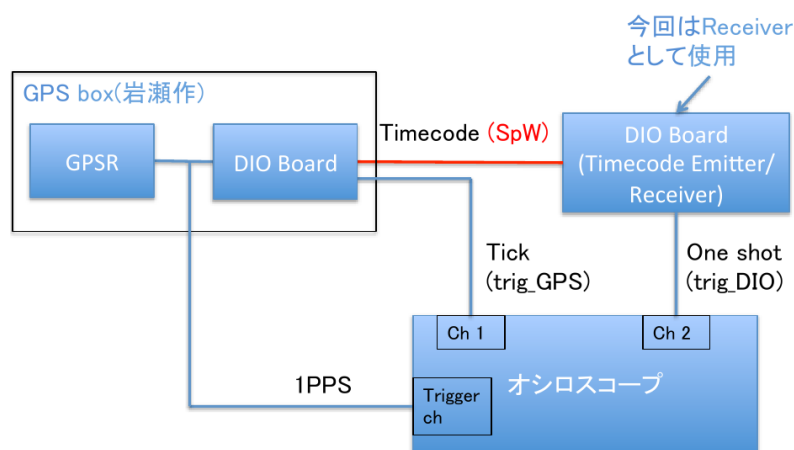 今回はReceiver
として使用
GPS box(岩瀬作)
GPSR
DIO Board
Timecode (SpW)
DIO Board
(Timecode Emitter/
Receiver)
Tick
(trig_GPS)
One shot
(trig_DIO)
Ch 1
Ch 2
オシロスコープ
1PPS
Trigger
ch